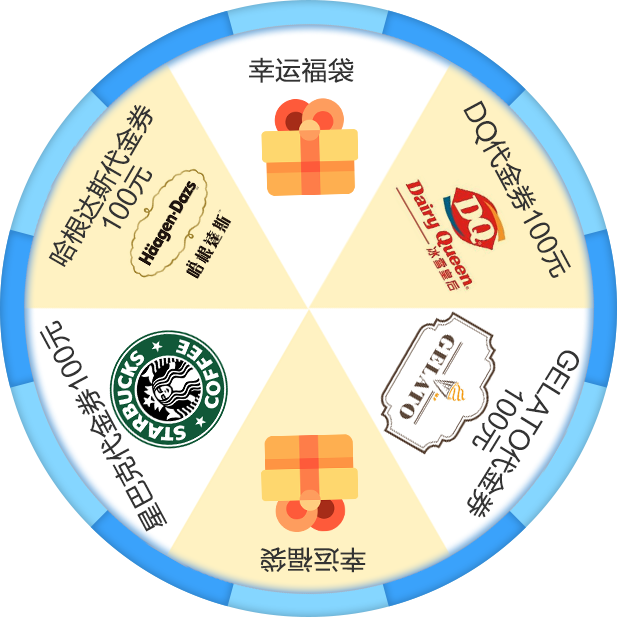 幸运福袋
DQ代金券100元
DQ
Dairy Queen
冰雪皇后
GELATO代金券
100元
GELATO
幸运福袋
星巴克代金券100元
STARBUCKS
COFFEE
哈根达斯代金券
100元
Häagen-Dazs
哈根達斯